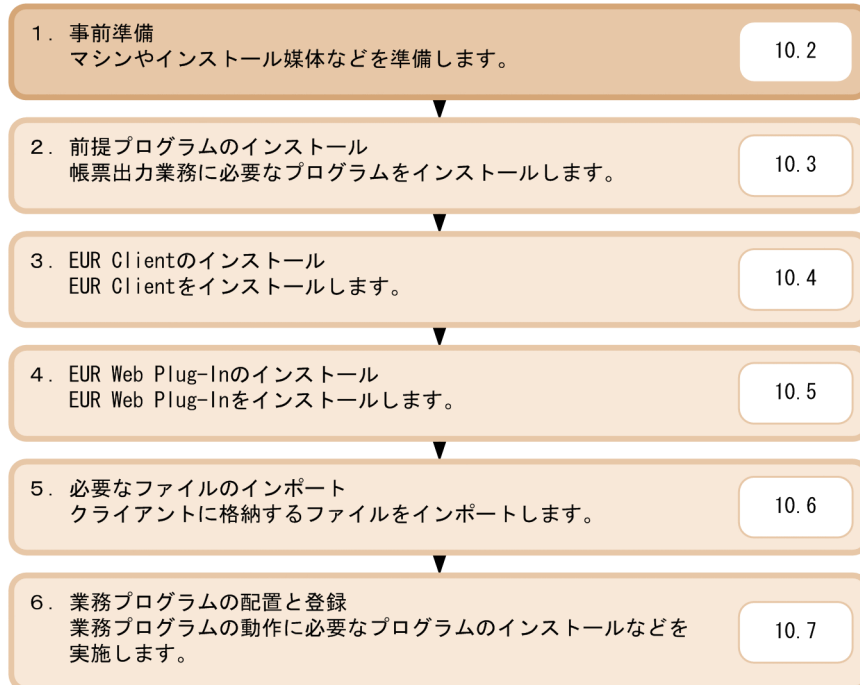 1. 事前準備
マシンやインストール媒体などを準備します。
10.2
2. 前提プログラムのインストール
帳票出力業務に必要なプログラムをインストールします。
10.3
3. EUR Clientのインストール
EUR Clientをインストールします。
10.4
4. EUR Web Plug-Inのインストール
EUR Web Plug-Inをインストールします。
10.5
5. 必要なファイルのインポート
クライアントに格納するファイルをインポートします。
10.6
6. 業務プログラムの配置と登録
業務プログラムの動作に必要なプログラムのインストールなどを
実施します。
10.7